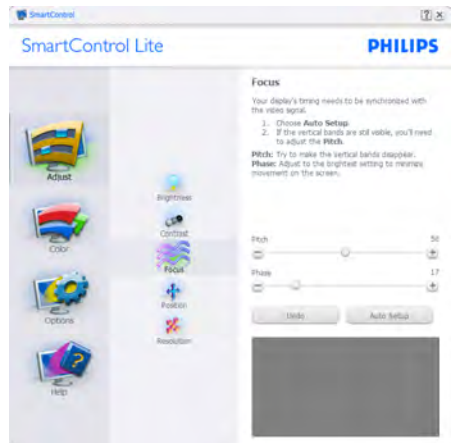 SmartControl
SmartControl Lite
PHILIPS
Focus
Your display's timing needs to be synchronized with
the video signal.
1. Choose Auto Setup.
2. If the vertical bands are still visible, you'll need
to adjust the Pitch.
Pitch: Try to make the vertical bands disappear.
Phase: Adjust to the brightest setting to minimize
movement on the screen.
Adjust
Color
Options
Help
Brightness
Contrast
Focus
Position
Resolution
Pitch 50
Phase 17
Undo Auto Setup